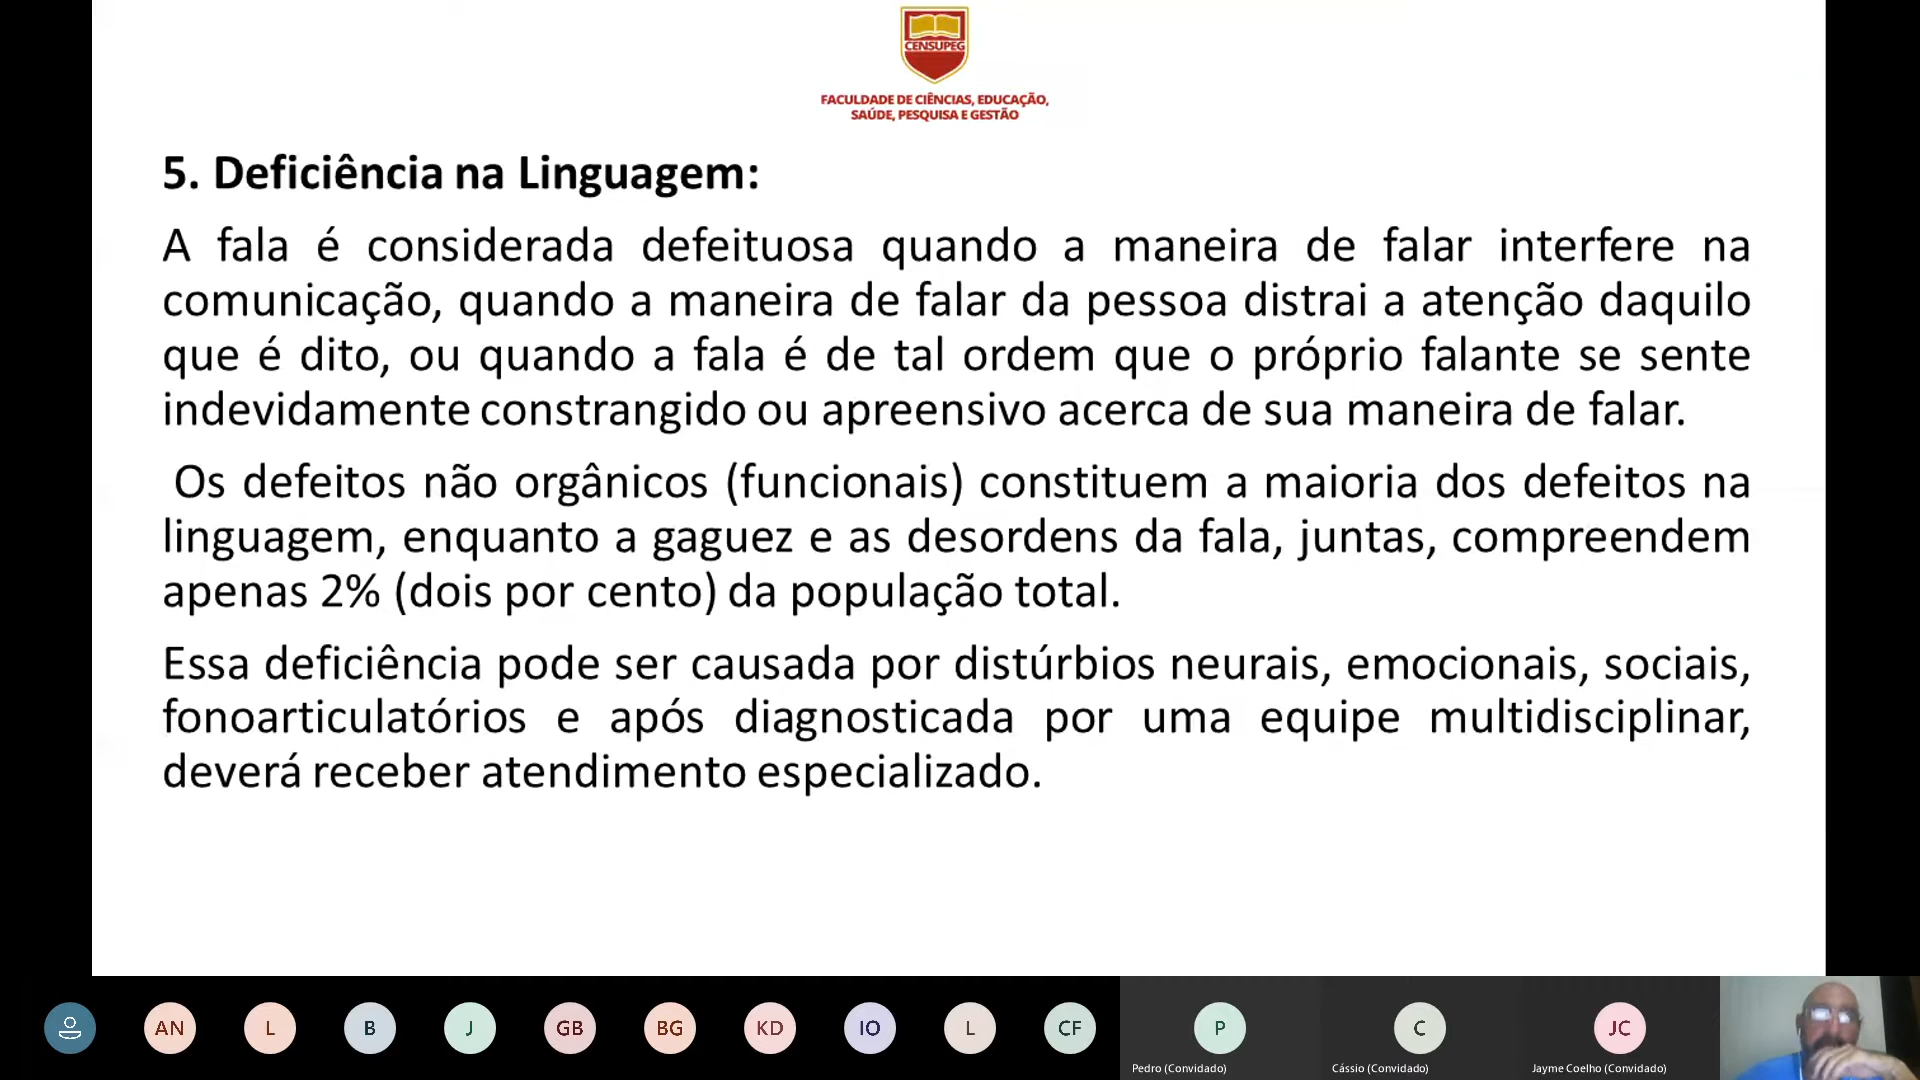 CENSUPEG
FACULDADE DE CIÊNCIAS, EDUCAÇÃO,
SAÚDE, PESQUISA E GESTÃO
5. Deficiência na Linguagem:
A fala é considerada defeituosa quando a maneira de falar interfere na
comunicação, quando a maneira de falar da pessoa distrai a atenção daquilo
que é dito, ou quando a fala é de tal ordem que o próprio falante se sente
indevidamente constrangido ou apreensivo acerca de sua maneira de falar.
Os defeitos não orgânicos (funcionais) constituem a maioria dos defeitos na
linguagem, enquanto a gaguez e as desordens da fala, juntas, compreendem
apenas 2% (dois por cento) da população total.
Essa deficiência pode ser causada por distúrbios neurais, emocionais, sociais,
fonoarticulatórios e após diagnosticada por uma equipe multidisciplinar,
deverá receber atendimento especializado.
AN L B J GB BG KD IO L CF P C JC
Pedro (Convidado) Cássio (Convidado) Jayme Coelho (Convidado)